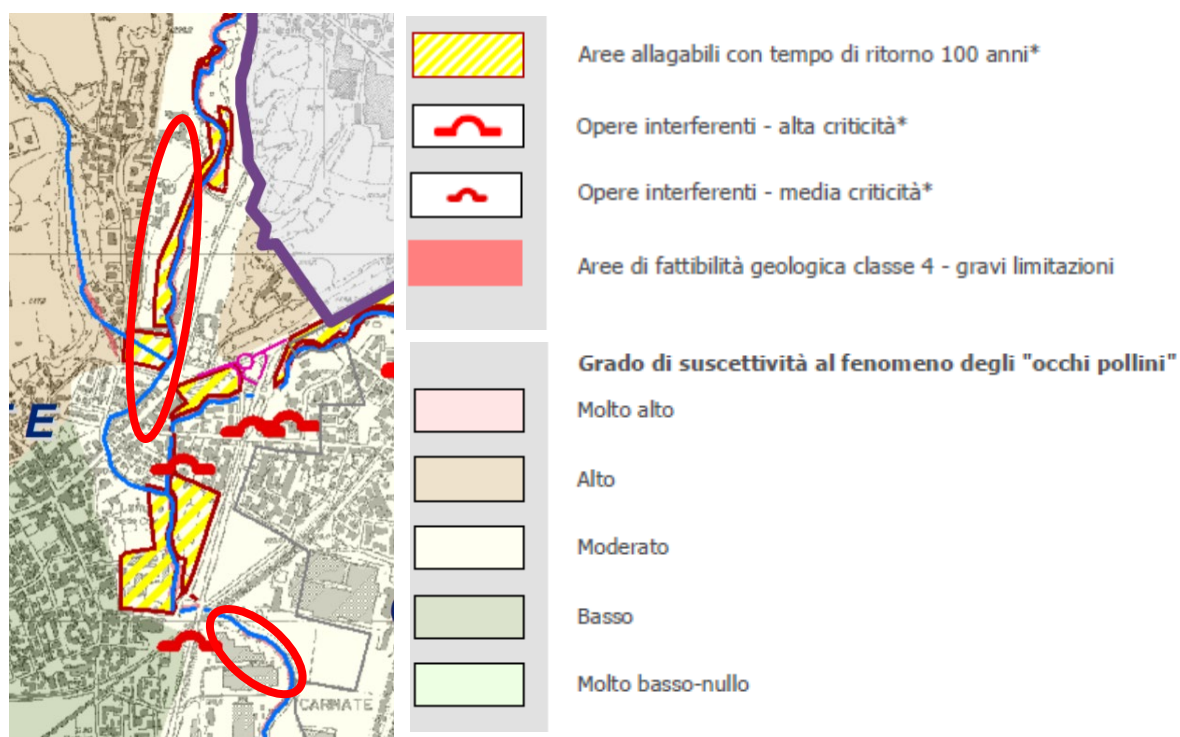 E
CARNATE
Aree allagabili con tempo di ritorno 100 anni*
Opere interferenti - alta criticità*
Opere interferenti - media criticità*
Aree di fattibilità geologica classe 4 - gravi limitazioni
Grado di suscettività al fenomeno degli "occhi pollini"
Molto alto
Alto
Moderato
Basso
Molto basso-nullo